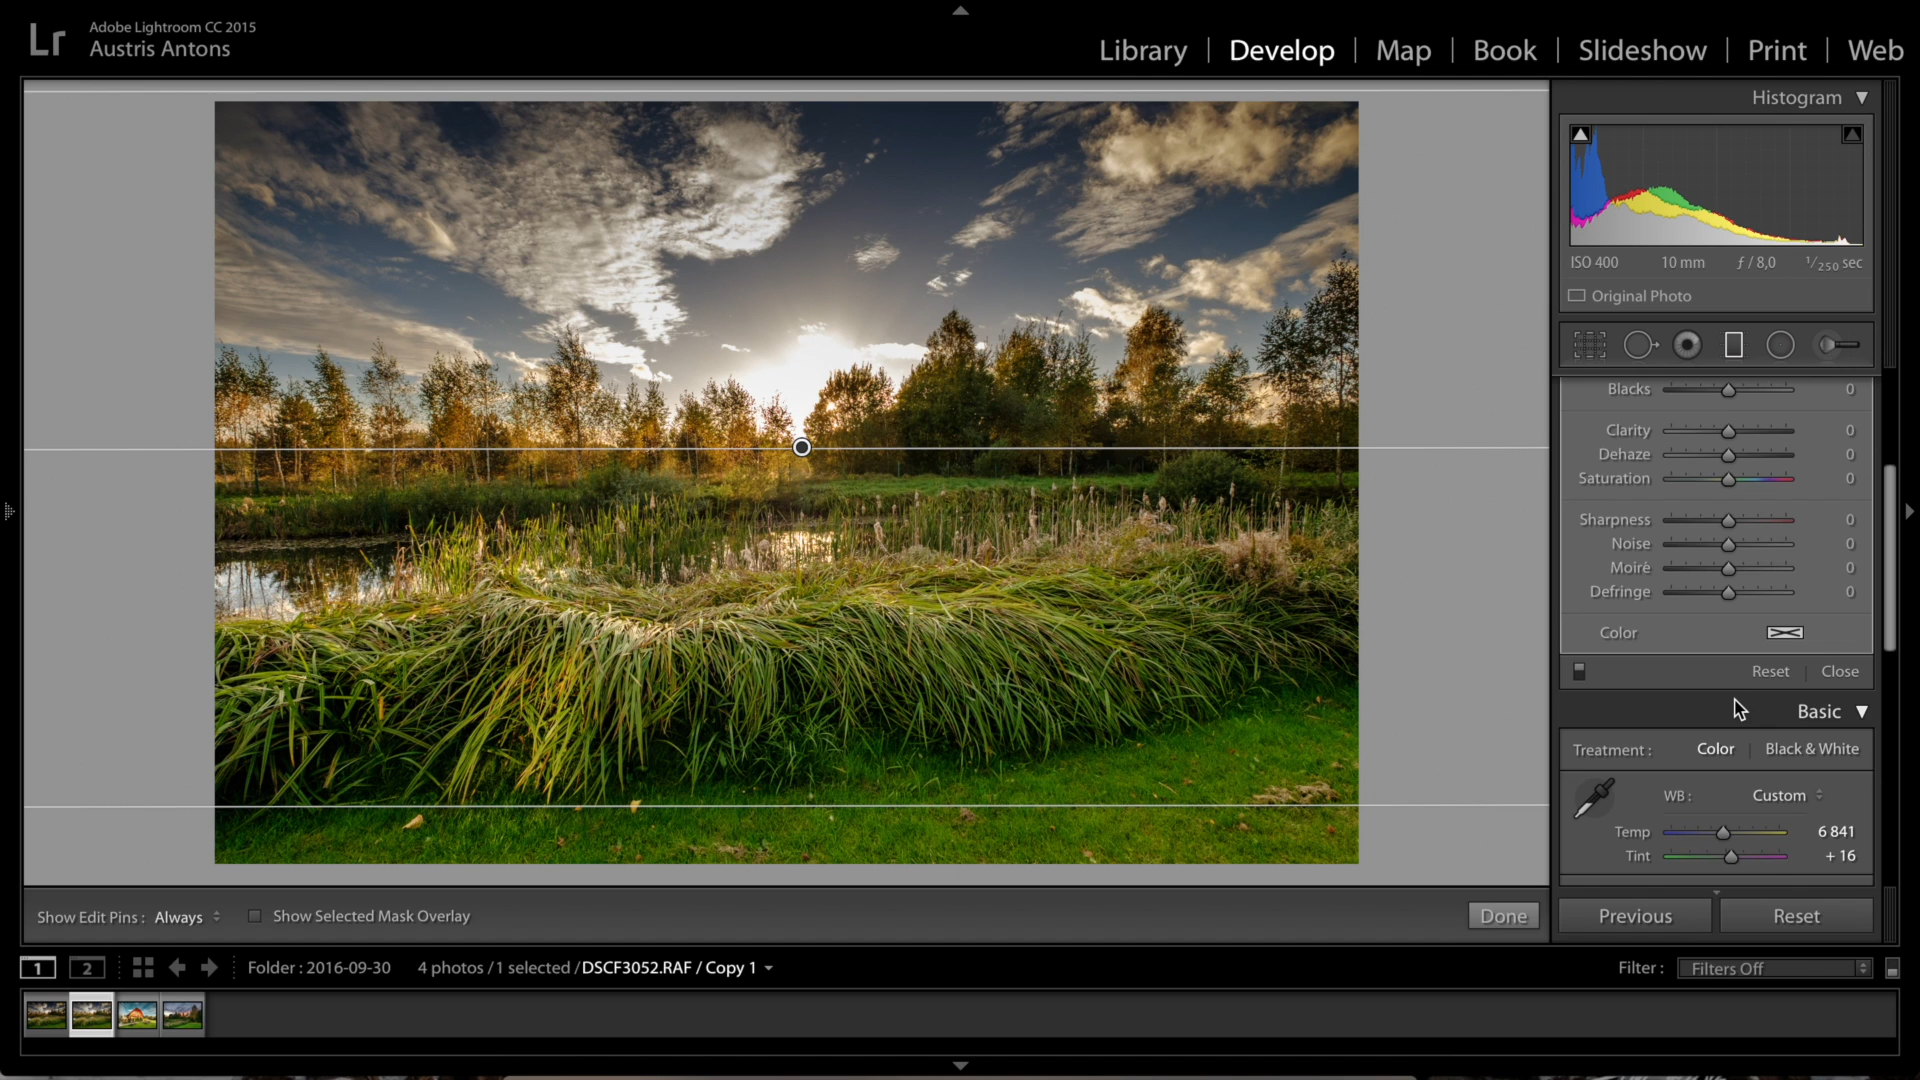 Lr
Adobe Lightroom CC 2015
Austris Antons
Library | Develop | Map | Book | Slideshow | Print | Web
Histogram
ISO 400 10 mm ƒ / 8,0 1/250 sec
Original Photo
Blacks 0
Clarity 0
Dehaze 0
Saturation 0
Sharpness 0
Noise 0
Moiré 0
Defringe 0
Color
Reset | Close
Basic
Treatment : Color | Black & White
WB : Custom
Temp 6 841
Tint + 16
Show Edit Pins : Always Show Selected Mask Overlay Done
Previous Reset
1 2 Folder : 2016-09-30 4 photos / 1 selected / DSCF3052.RAF / Copy 1 Filter : Filters Off